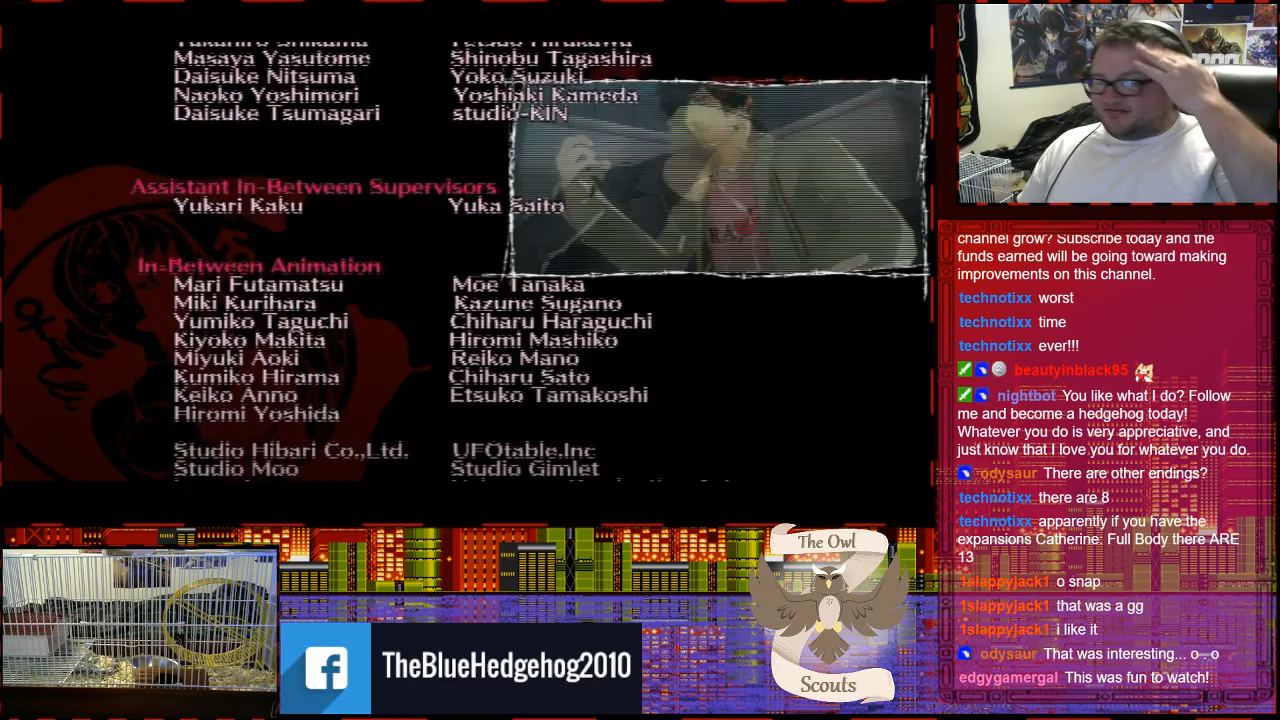 Masaya Yasutome Shinobu Tagashira
Daisuke Nitsuma Yoko Suzuki
Naoko Yoshimori Yoshiaki Kameda
Daisuke Tsumagari studio-KIN
Assistant In-Between Supervisors
Yukari Kaku Yuka Saito
In-Between Animation
Mari Futamatsu Moe Tanaka
Miki Kurihara Kazune Sugano
Yumiko Taguchi Chiharu Haraguchi
Kiyoko Makita Hiromi Mashiko
Miyuki Aoki Reiko Mano
Kumiko Hirama Chiharu Sato
Keiko Anno Etsuko Tamakoshi
Hiromi Yoshida
Studio Hibari Co.,Ltd. UFOtable.Inc
Studio Moo Studio Gimlet
channel grow? Subscribe today and the
funds earned will be going toward making
improvements on this channel.
technotixx worst
technotixx time
technotixx ever!!!
beautyinblack95
nightbot You like what I do? Follow
me and become a hedgehog today!
Whatever you do is very appreciative, and
just know that I love you for whatever you do.
odysaur There are other endings?
technotixx there are 8
technotixx apparently if you have the
expansions Catherine: Full Body there ARE
13
1slappyjack1 o snap
1slappyjack1 that was a gg
1slappyjack1 i like it
odysaur That was interesting... o_o
edgygamergal This was fun to watch!
TheBlueHedgehog2010
The Owl
Scouts